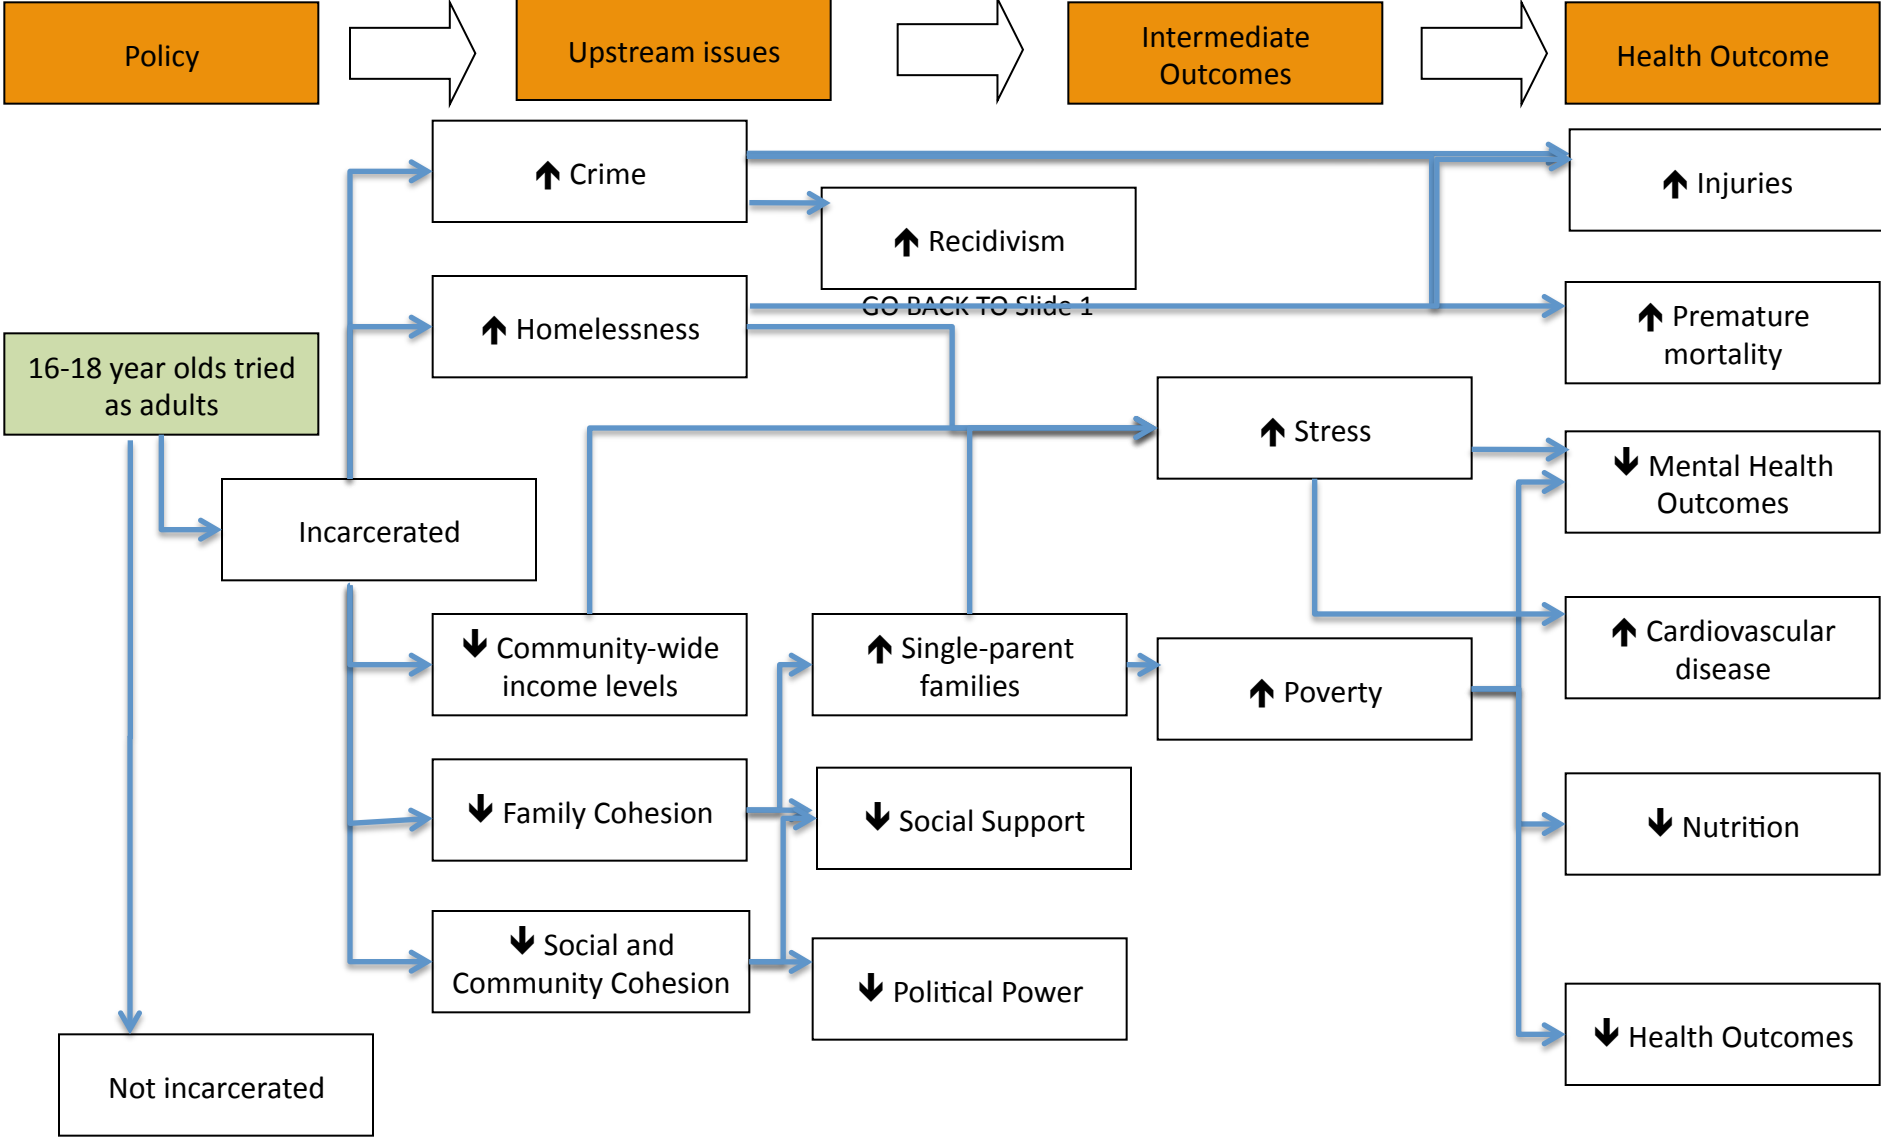 Policy
Upstream issues
Intermediate
Outcomes
Health Outcome
↑ Crime
↑ Injuries
↑ Recidivism
GO BACK TO Slide 1
↑ Homelessness
↑ Premature
mortality
16-18 year olds tried
as adults
↑ Stress
↓ Mental Health
Outcomes
Incarcerated
↓ Community-wide
income levels
↑ Single-parent
families
↑ Poverty
↑ Cardiovascular
disease
↓ Family Cohesion
↓ Social Support
↓ Nutrition
↓ Social and
Community Cohesion
↓ Political Power
↓ Health Outcomes
Not incarcerated